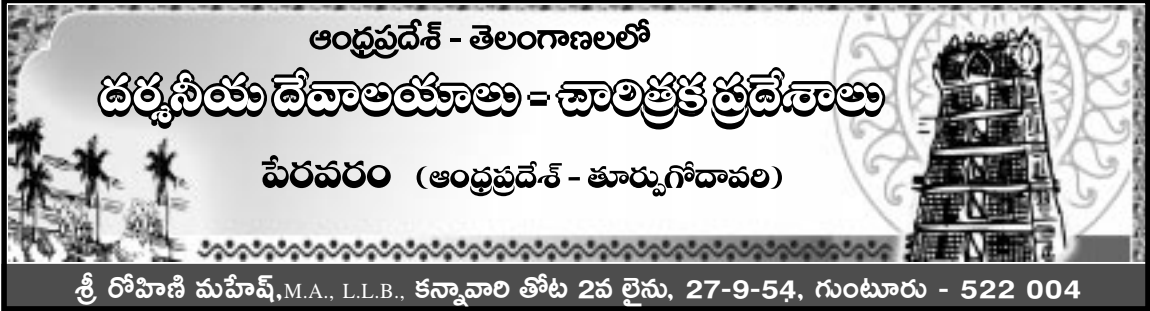 ఆంధ్రప్రదేశ్ - తెలంగాణలలో
దర్శనీయ దేవాలయాలు - చారిత్రక ప్రదేశాలు
పేరవరం (ఆంధ్రప్రదేశ్ - తూర్పుగోదావరి)
శ్రీ రోహిణి మహేష్,M.A., L.L.B., కన్నావారి తోట 2వ లైను, 27-9-54, గుంటూరు - 522 004